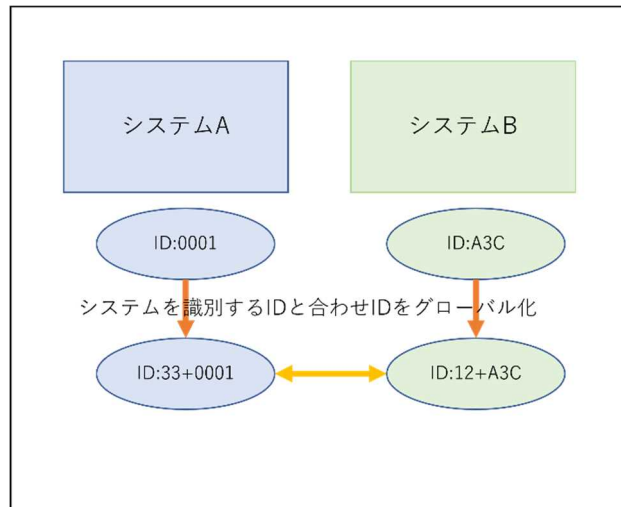 システムA
システムB
ID:0001
ID:A3C
システムを識別するIDと合わせIDをグローバル化
ID:33+0001
ID:12+A3C